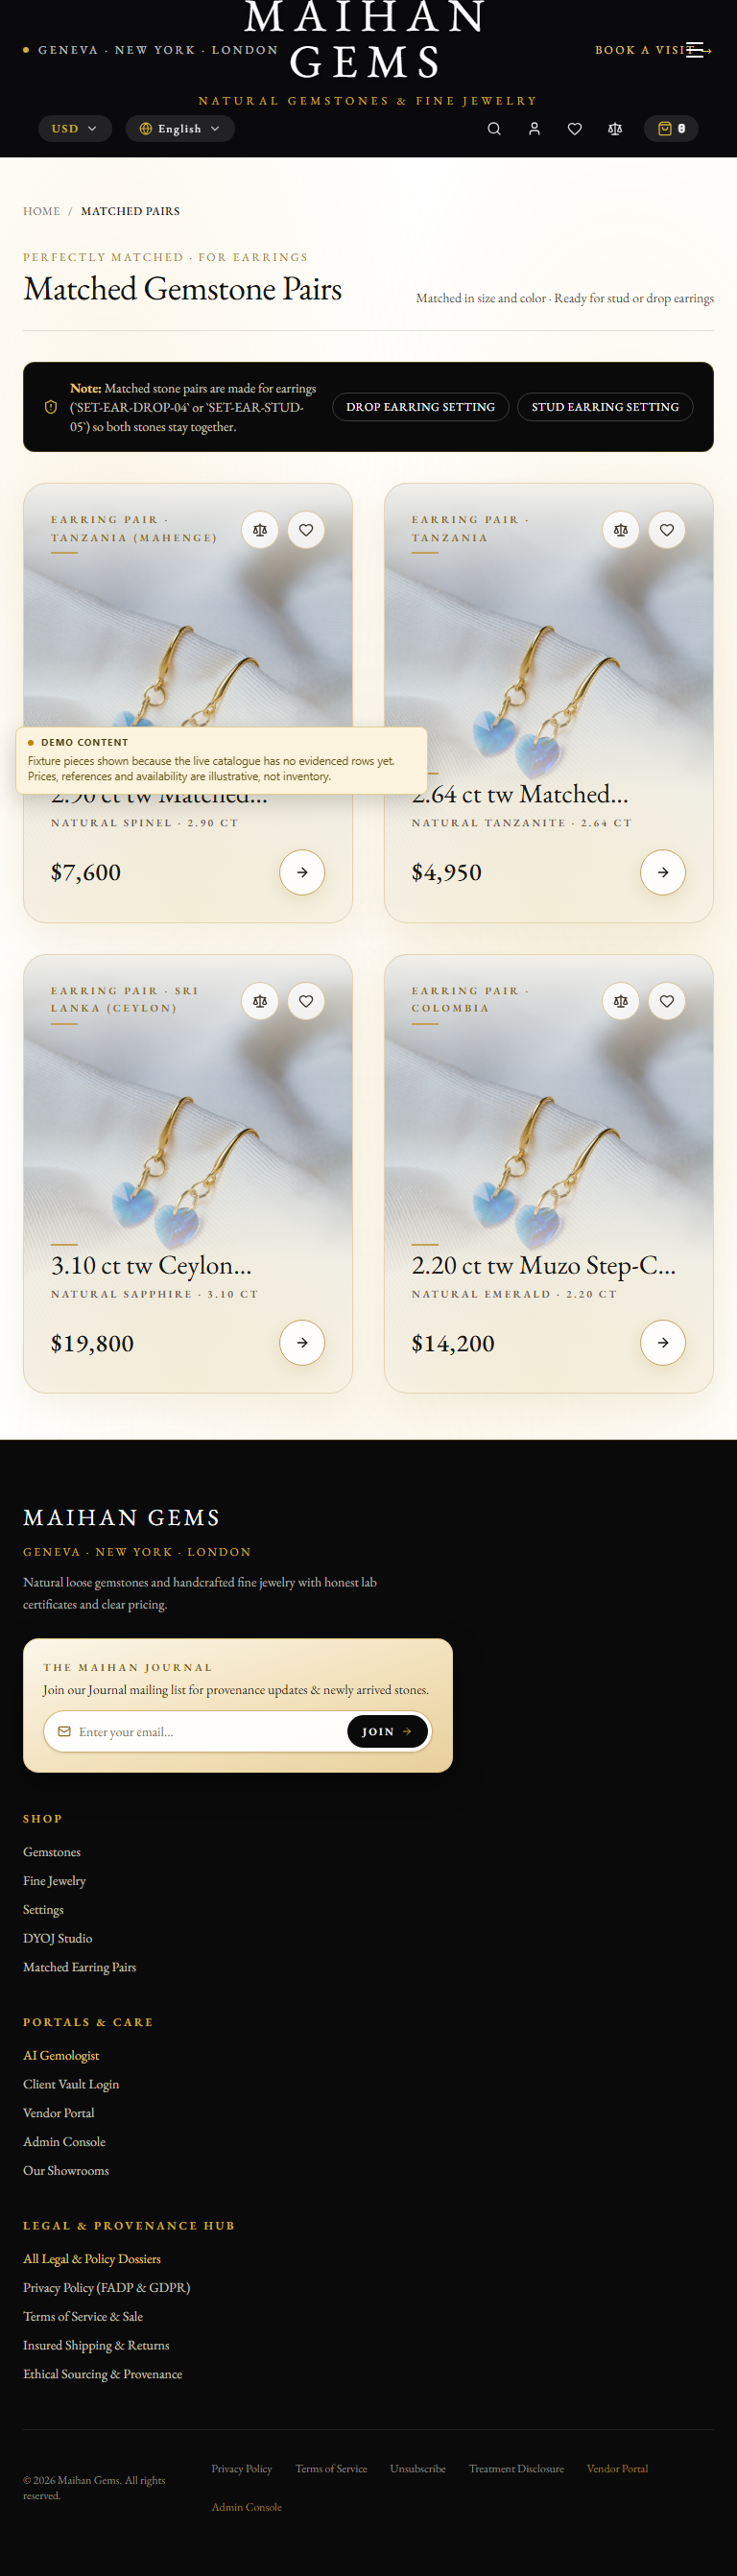 MAIHAN
GENEVA · NEW YORK · LONDON
GEMS
BOOK A VISIT →
NATURAL GEMSTONES & FINE JEWELRY
USD
English
0
HOME / MATCHED PAIRS
PERFECTLY MATCHED · FOR EARRINGS
Matched Gemstone Pairs
Matched in size and color · Ready for stud or drop earrings
Note: Matched stone pairs are made for earrings
(`SET-EAR-DROP-04` or `SET-EAR-STUD-
05`) so both stones stay together.
DROP EARRING SETTING
STUD EARRING SETTING
EARRING PAIR ·
TANZANIA (MAHENGE)
EARRING PAIR ·
TANZANIA
DEMO CONTENT
Fixture pieces shown because the live catalogue has no evidenced rows yet.
Prices, references and availability are illustrative, not inventory.
2.90 ct tw Matched...
NATURAL SPINEL · 2.90 CT
$7,600
2.64 ct tw Matched...
NATURAL TANZANITE · 2.64 CT
$4,950
EARRING PAIR · SRI
LANKA (CEYLON)
3.10 ct tw Ceylon...
NATURAL SAPPHIRE · 3.10 CT
$19,800
EARRING PAIR ·
COLOMBIA
2.20 ct tw Muzo Step-C...
NATURAL EMERALD · 2.20 CT
$14,200
MAIHAN GEMS
GENEVA · NEW YORK · LONDON
Natural loose gemstones and handcrafted fine jewelry with honest lab
certificates and clear pricing.
THE MAIHAN JOURNAL
Join our Journal mailing list for provenance updates & newly arrived stones.
Enter your email...
JOIN →
SHOP
Gemstones
Fine Jewelry
Settings
DYOJ Studio
Matched Earring Pairs
PORTALS & CARE
AI Gemologist
Client Vault Login
Vendor Portal
Admin Console
Our Showrooms
LEGAL & PROVENANCE HUB
All Legal & Policy Dossiers
Privacy Policy (FADP & GDPR)
Terms of Service & Sale
Insured Shipping & Returns
Ethical Sourcing & Provenance
© 2026 Maihan Gems. All rights
reserved.
Privacy Policy
Terms of Service
Unsubscribe
Treatment Disclosure
Vendor Portal
Admin Console